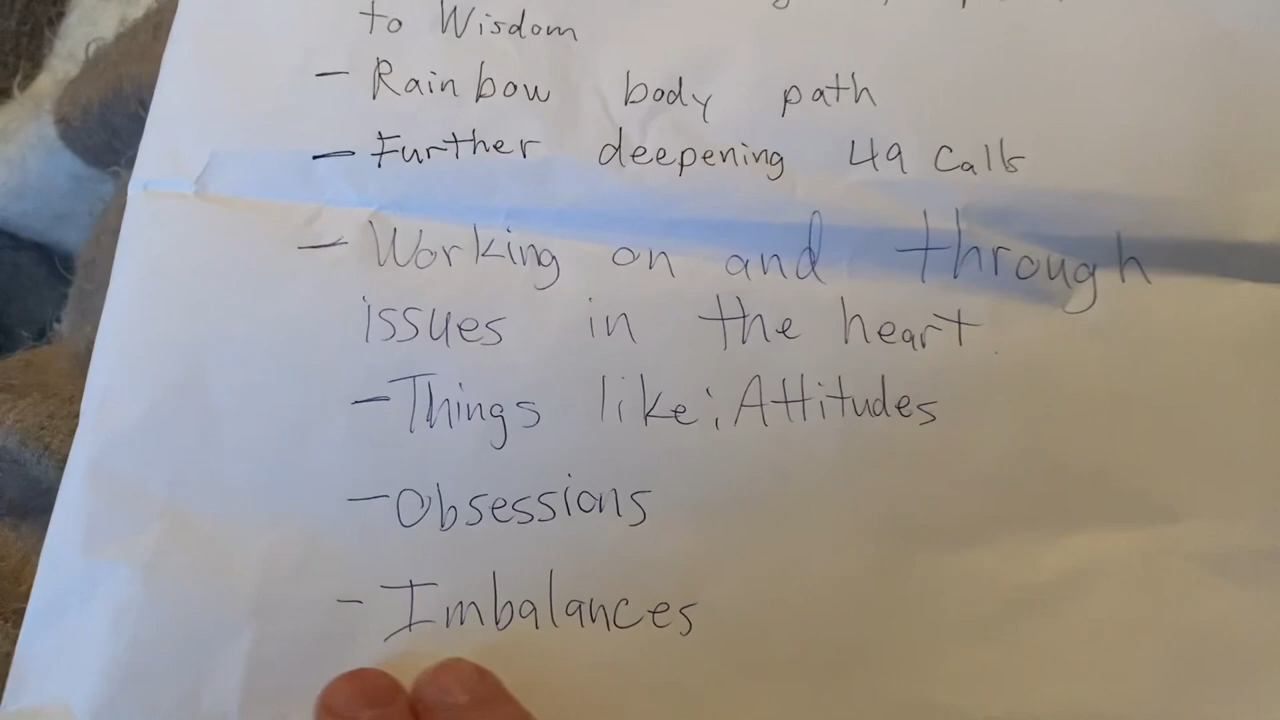 to Wisdom
- Rainbow body path
- Further deepening 49 Calls
- Working on and through
issues in the heart.
- Things like: Attitudes
- Obsessions
- Imbalances